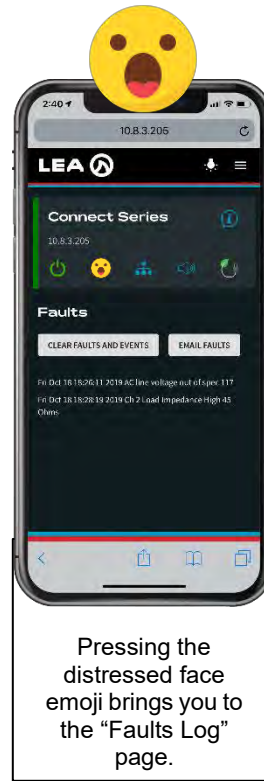 2:40
10.8.3.205
LEA
Connect Series
10.8.3.205
Faults
CLEAR FAULTS AND EVENTS
EMAIL FAULTS
Fri Oct 18 18:26:11 2019 AC line voltage out of spec 117
Fri Oct 18 18:28:19 2019 Ch 2 Load Impedance High 45
Ohms
Pressing the
distressed face
emoji brings you to
the “Faults Log”
page.